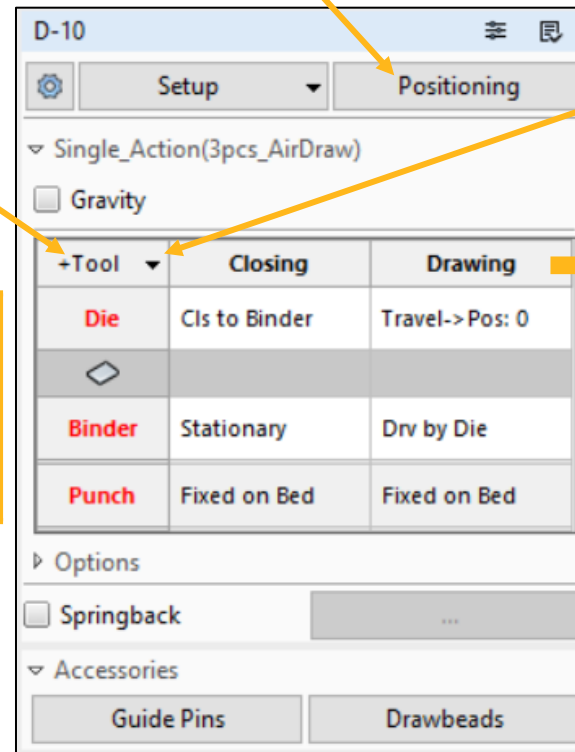 D-10
Setup Positioning
Single_Action(3pcs_AirDraw)
Gravity
+Tool Closing Drawing
Die Cls to Binder Travel->Pos: 0
Binder Stationary Drv by Die
Punch Fixed on Bed Fixed on Bed
Options
Springback ...
Accessories
Guide Pins Drawbeads